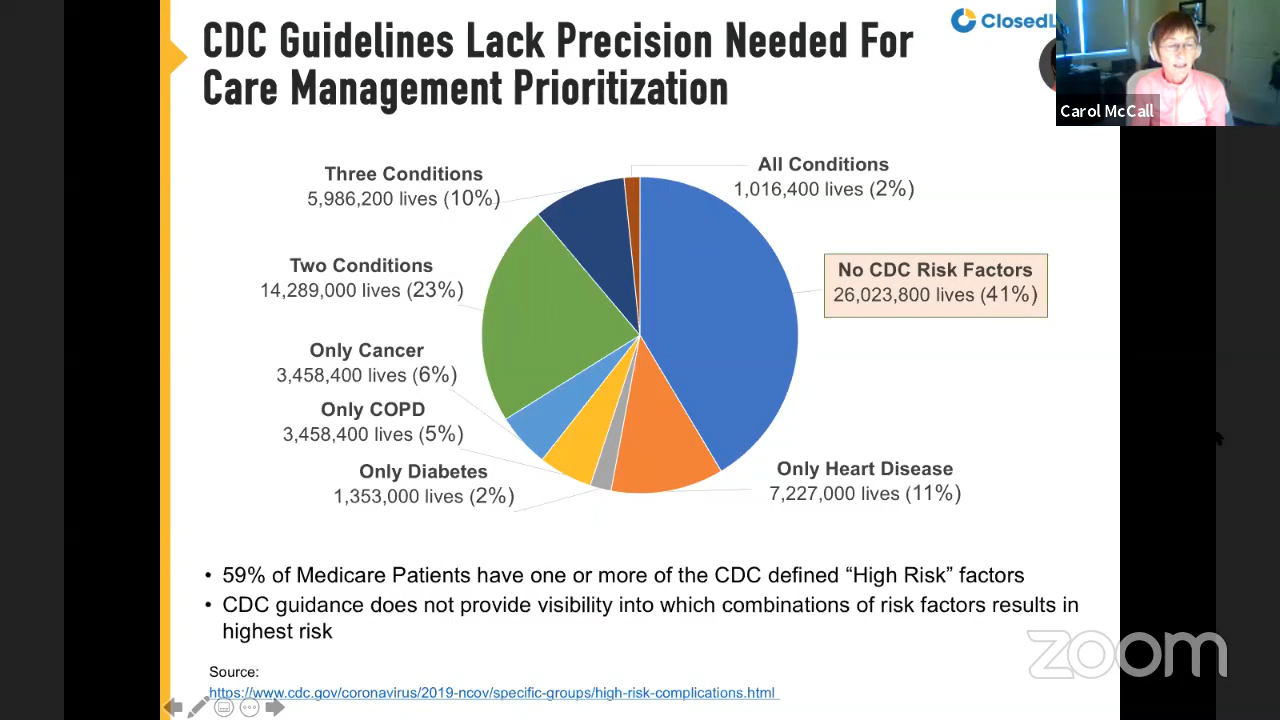 CDC Guidelines Lack Precision Needed For
Care Management Prioritization
ClosedL
Carol McCall
Three Conditions
5,986,200 lives (10%)
All Conditions
1,016,400 lives (2%)
Two Conditions
14,289,000 lives (23%)
No CDC Risk Factors
26,023,800 lives (41%)
Only Cancer
3,458,400 lives (6%)
Only COPD
3,458,400 lives (5%)
Only Diabetes
1,353,000 lives (2%)
Only Heart Disease
7,227,000 lives (11%)
• 59% of Medicare Patients have one or more of the CDC defined “High Risk” factors
• CDC guidance does not provide visibility into which combinations of risk factors results in
highest risk
zoom
Source:
https://www.cdc.gov/coronavirus/2019-ncov/specific-groups/high-risk-complications.html